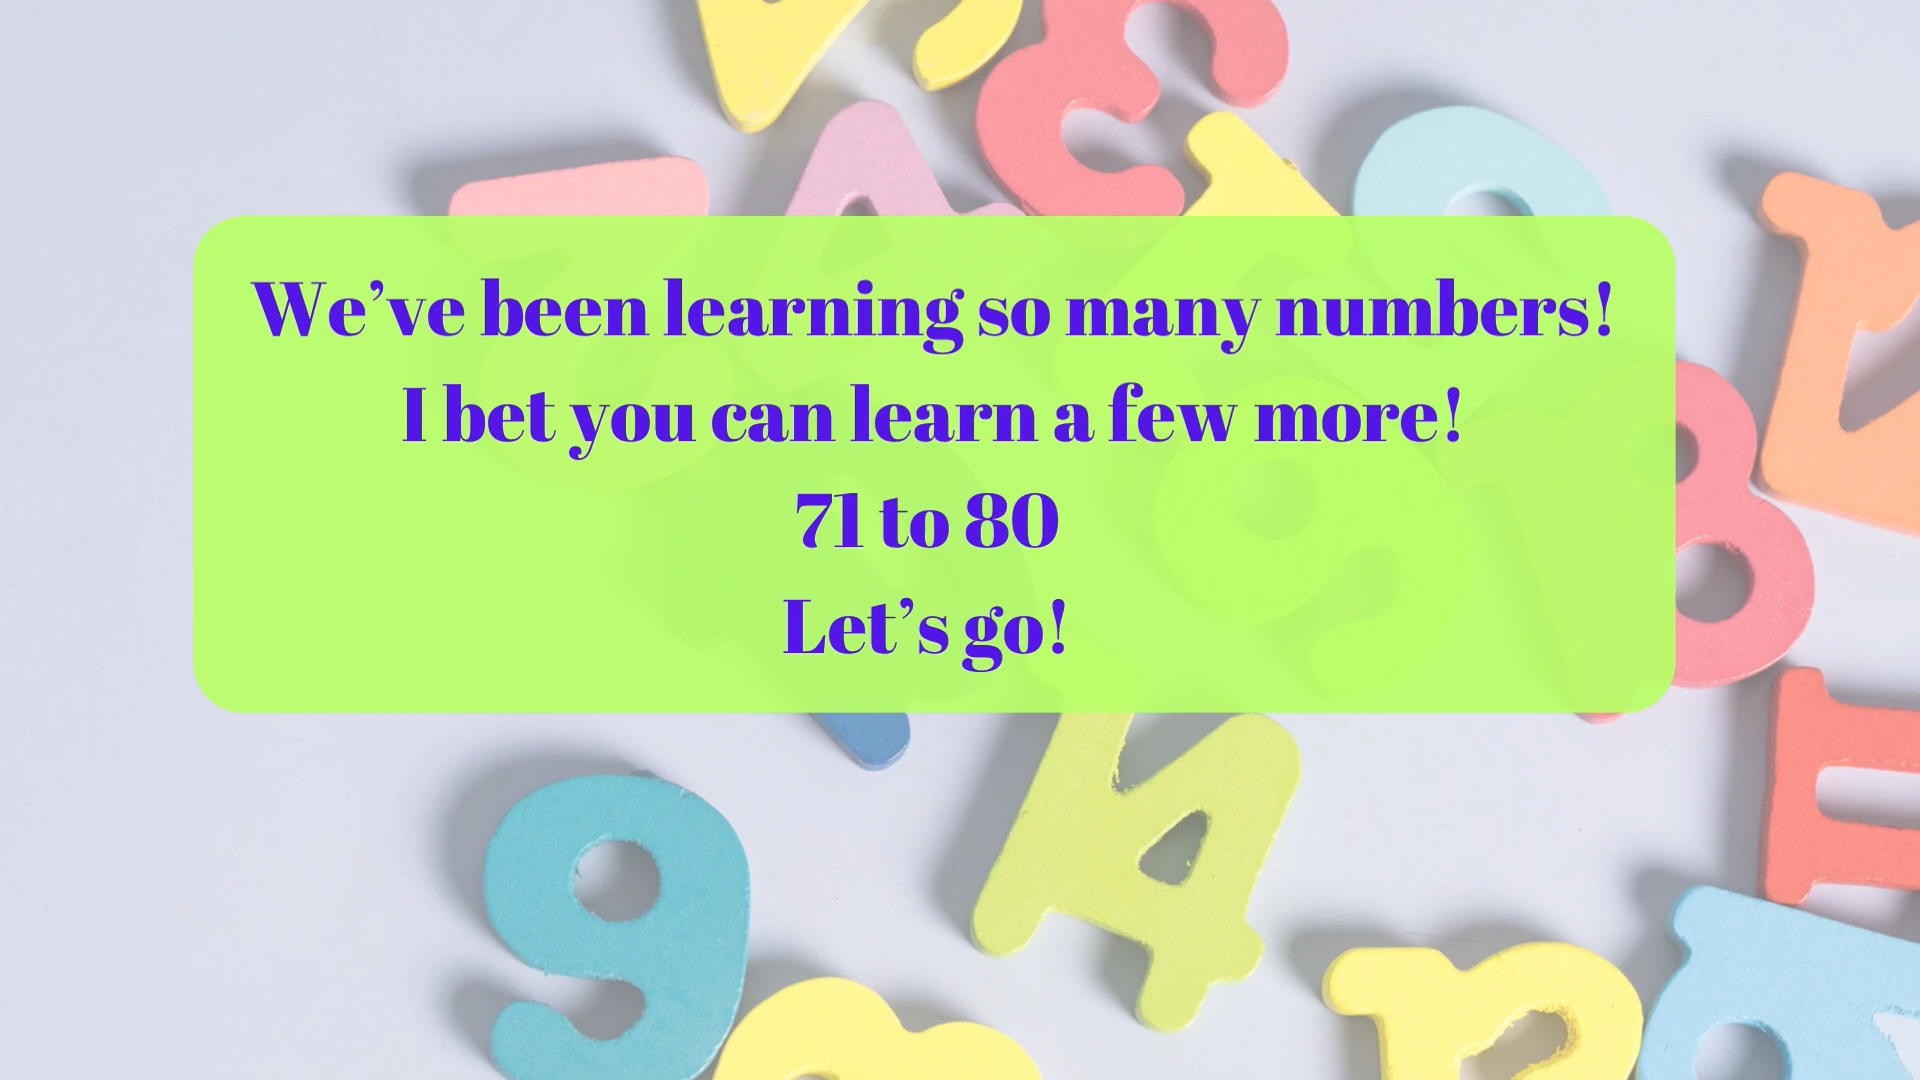 We’ve been learning so many numbers!
I bet you can learn a few more!
71 to 80
Let’s go!